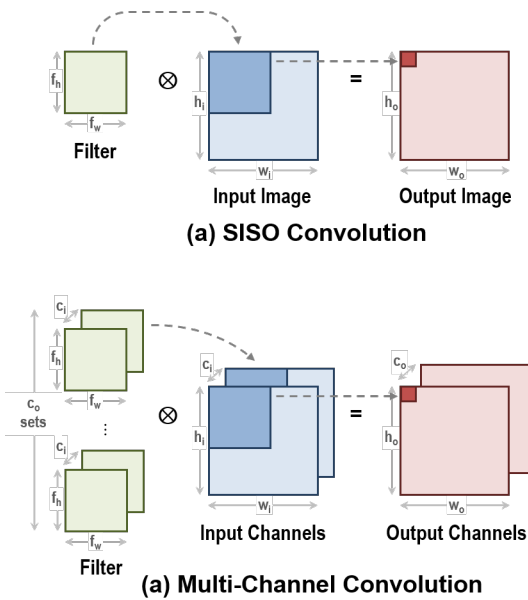 f_h
f_w
Filter
⊗
h_i
w_i
Input Image
=
h_o
w_o
Output Image
(a) SISO Convolution
c_i
f_h
f_w
c_o
sets
⋮
c_i
f_h
f_w
Filter
⊗
c_i
h_i
w_i
Input Channels
=
c_o
h_o
w_o
Output Channels
(a) Multi-Channel Convolution